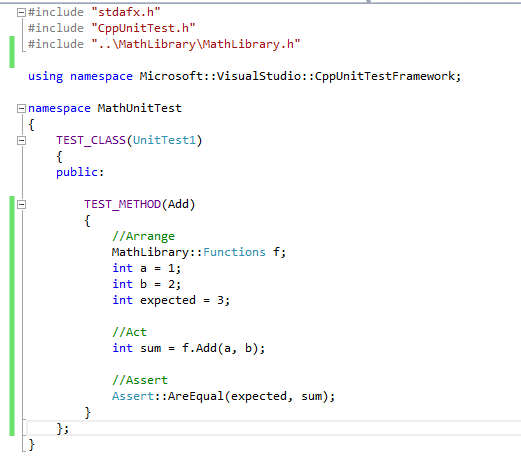 #include "stdafx.h"
#include "CppUnitTest.h"
#include "..\MathLibrary\MathLibrary.h"

using namespace Microsoft::VisualStudio::CppUnitTestFramework;

namespace MathUnitTest
{
    TEST_CLASS(UnitTest1)
    {
    public:

        TEST_METHOD(Add)
        {
            //Arrange
            MathLibrary::Functions f;
            int a = 1;
            int b = 2;
            int expected = 3;

            //Act
            int sum = f.Add(a, b);

            //Assert
            Assert::AreEqual(expected, sum);
        }
    };
}